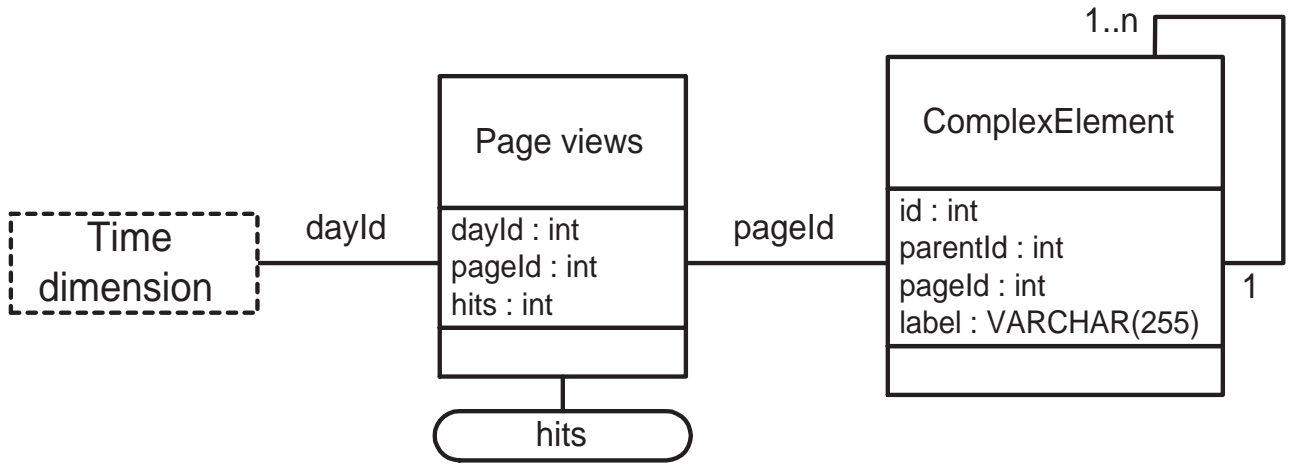 1..n
ComplexElement
Page views
id : int
parentId : int
pageId : int
label : VARCHAR(255)
1
Time
dimension
dayId
dayId : int
pageId : int
hits : int
pageId
hits